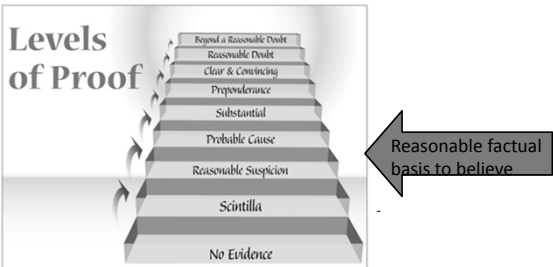 Levels
of Proof
Beyond a Reasonable Doubt
Reasonable Doubt
Clear & Convincing
Preponderance
Substantial
Probable Cause
Reasonable Suspicion
Scintilla
No Evidence
Reasonable factual
basis to believe
-